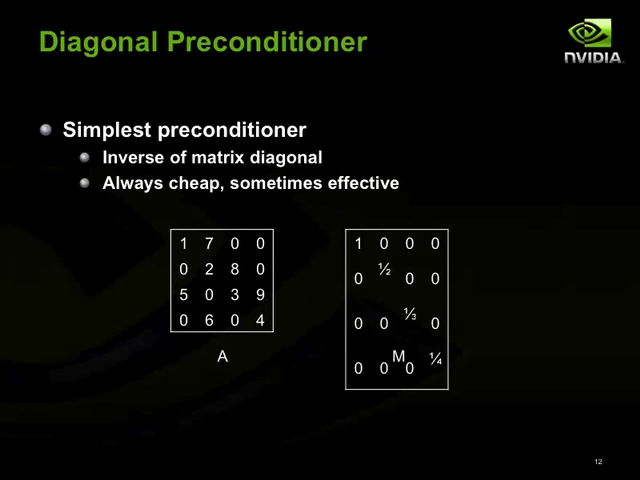 Diagonal Preconditioner
NVIDIA
Simplest preconditioner
Inverse of matrix diagonal
Always cheap, sometimes effective
1 7 0 0
0 2 8 0
5 0 3 9
0 6 0 4
A
1 0 0 0
0 ½ 0 0
0 0 ⅓ 0
0 0 0 ¼
M
12